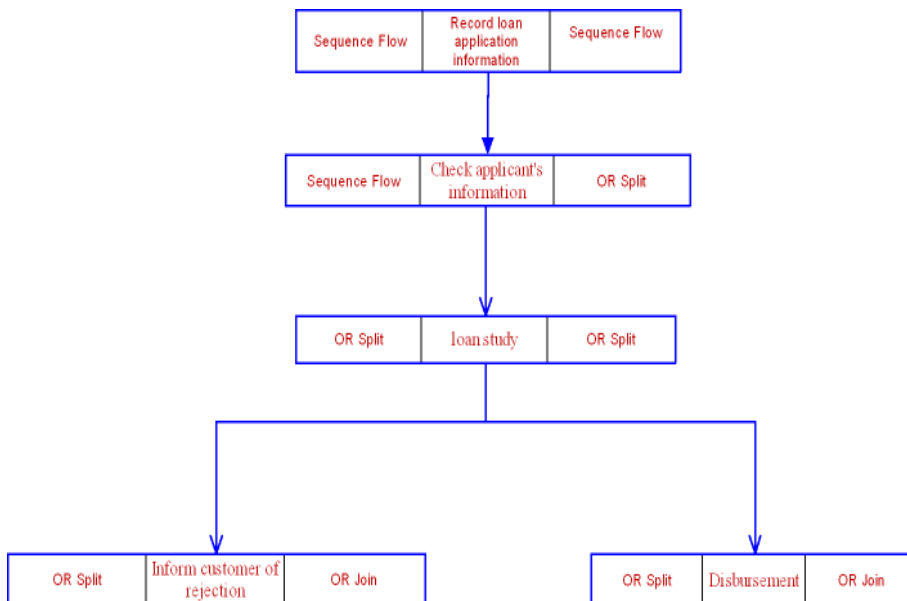 Sequence Flow
Record loan
application
information
Sequence Flow
Sequence Flow
Check applicant's
information
OR Split
OR Split
loan study
OR Split
OR Split
Inform customer of
rejection
OR Join
OR Split
Disbursement
OR Join